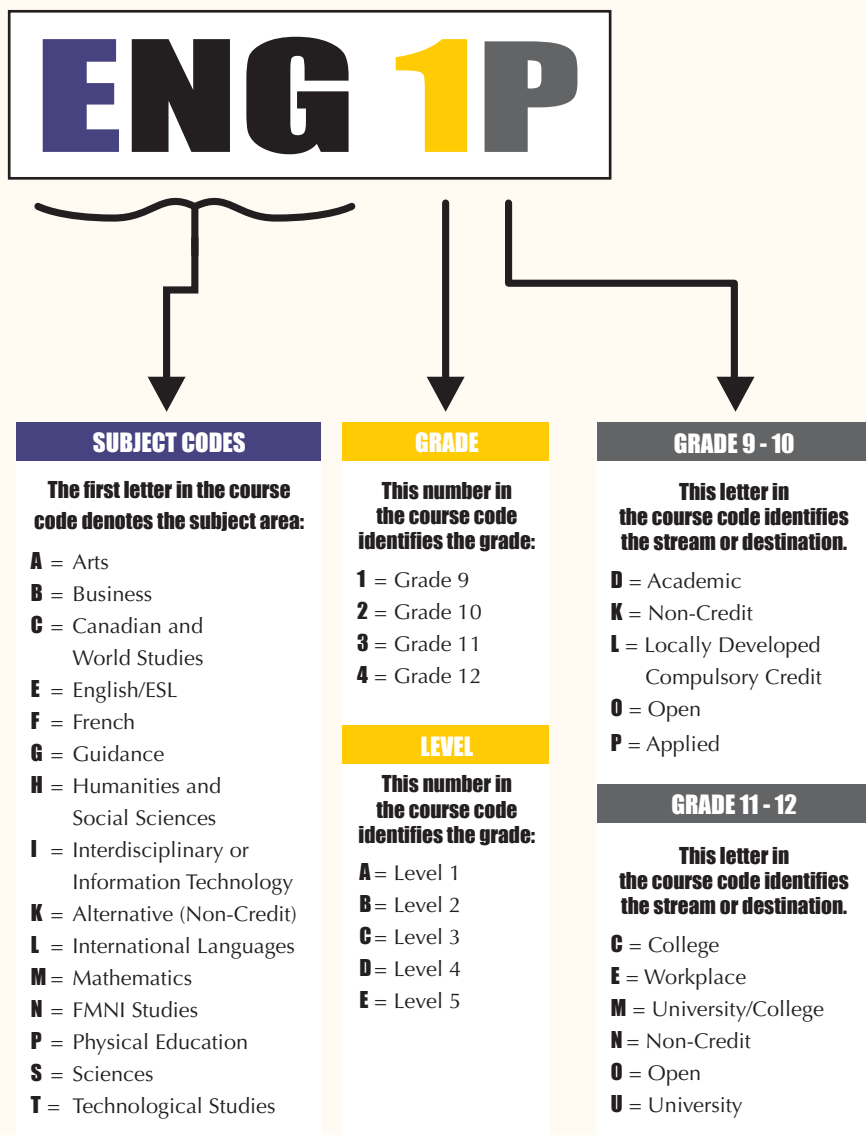 ENG 1P
SUBJECT CODES
The first letter in the course
code denotes the subject area:
A = Arts
B = Business
C = Canadian and
World Studies
E = English/ESL
F = French
G = Guidance
H = Humanities and
Social Sciences
I = Interdisciplinary or
Information Technology
K = Alternative (Non-Credit)
L = International Languages
M = Mathematics
N = FMNI Studies
P = Physical Education
S = Sciences
T = Technological Studies
GRADE
This number in
the course code
identifies the grade:
1 = Grade 9
2 = Grade 10
3 = Grade 11
4 = Grade 12
LEVEL
This number in
the course code
identifies the grade:
A = Level 1
B = Level 2
C = Level 3
D = Level 4
E = Level 5
GRADE 9 - 10
This letter in
the course code identifies
the stream or destination.
D = Academic
K = Non-Credit
L = Locally Developed
Compulsory Credit
O = Open
P = Applied
GRADE 11 - 12
This letter in
the course code identifies
the stream or destination.
C = College
E = Workplace
M = University/College
N = Non-Credit
O = Open
U = University